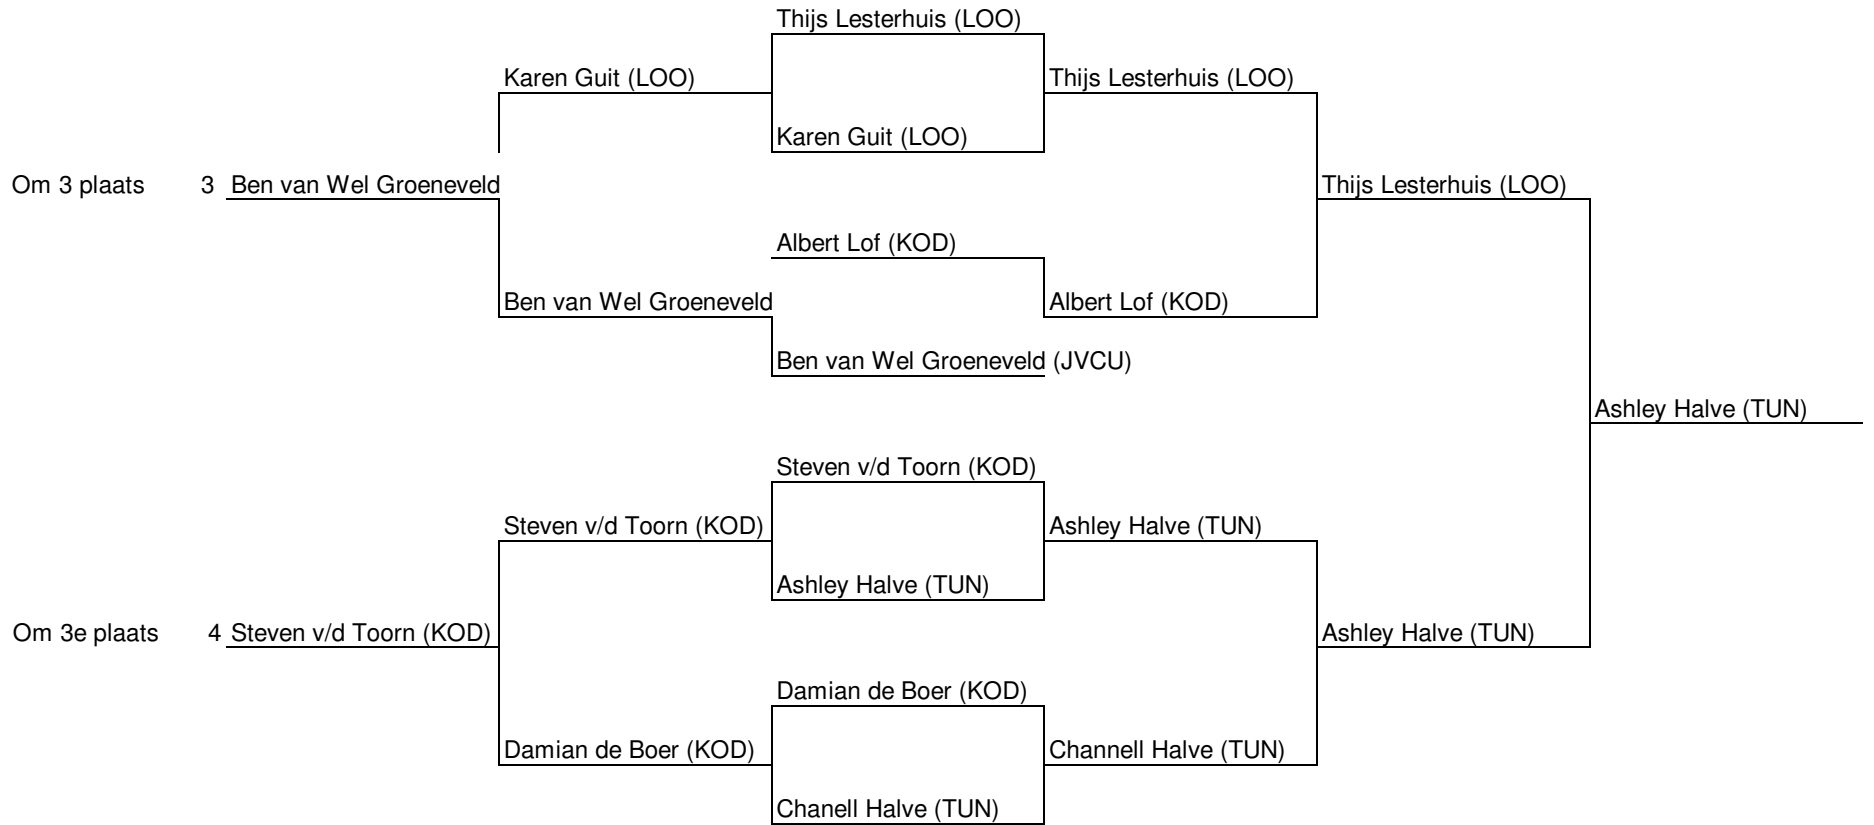 Thijs Lesterhuis (LOO)
Karen Guit (LOO)
Thijs Lesterhuis (LOO)
Karen Guit (LOO)
Om 3 plaats 3 Ben van Wel Groeneveld
Thijs Lesterhuis (LOO)
Albert Lof (KOD)
Ben van Wel Groeneveld
Albert Lof (KOD)
Ben van Wel Groeneveld (JVCU)
Ashley Halve (TUN)
Steven v/d Toorn (KOD)
Steven v/d Toorn (KOD)
Ashley Halve (TUN)
Ashley Halve (TUN)
Om 3e plaats 4 Steven v/d Toorn (KOD)
Ashley Halve (TUN)
Damian de Boer (KOD)
Damian de Boer (KOD)
Channell Halve (TUN)
Chanell Halve (TUN)